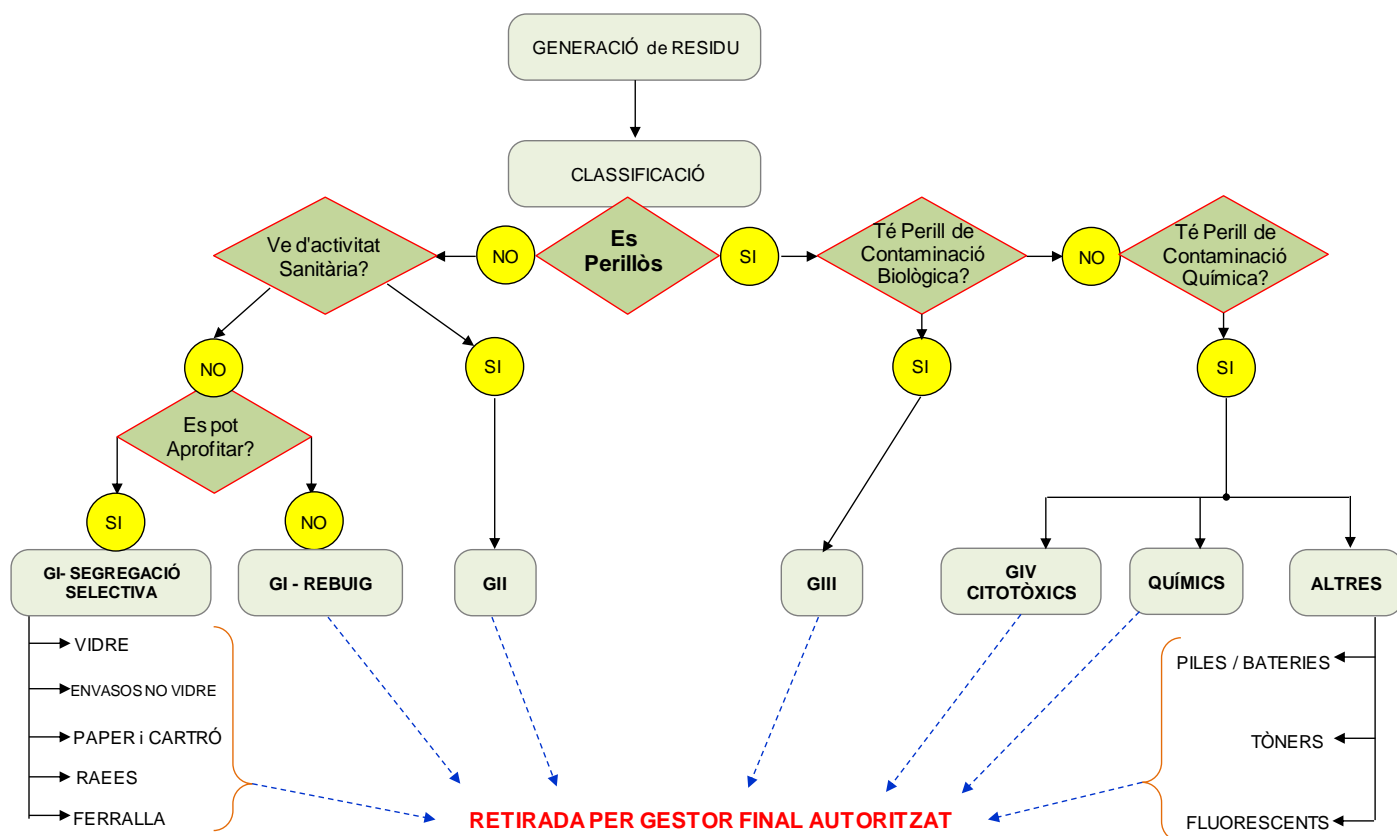 GENERACIÓ de RESIDU
CLASSIFICACIÓ
Ve d'activitat
Sanitària?
NO
Es
Perillòs
SI
Té Perill de
Contaminació
Biològica?
NO
Té Perill de
Contaminació
Química?
NO
SI
SI
SI
Es pot
Aprofitar?
SI
NO
GI- SEGREGACIÓ
SELECTIVA
GI - REBUIG
GII
GIII
GIV
CITOTÒXICS
QUÍMICS
ALTRES
VIDRE
ENVASOS NO VIDRE
PAPER i CARTRÓ
RAEES
FERRALLA
PILES / BATERIES
TÒNERS
FLUORESCENTS
RETIRADA PER GESTOR FINAL AUTORITZAT